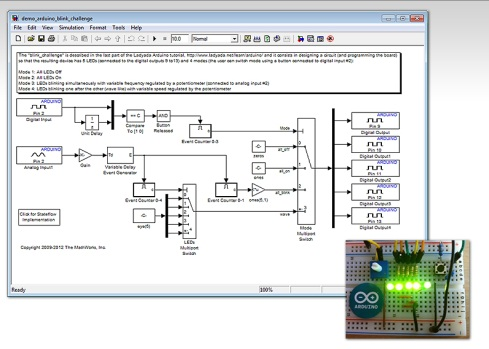 demo_arduino_blink_challenge
File Edit View Simulation Format Tools Help
10.0 Normal
The "blink_challenge" is described in the last part of the Ladyada Arduino tutorial, http://www.ladyada.net/learn/arduino/ and it consists in designing a circuit (and programming the board)
so that the resulting device has 5 LEDs (connected to the digital outputs 9 to 13) and 4 modes (the user can switch mode using a button connected to digital input #2):
Mode 1: All LEDs Off
Mode 2: All LEDs On
Mode 3: LEDs blinking simultaneously with variable frequency regulated by a potentiometer (connected to analog input #2)
Mode 4: LEDs blinking one after the other (wave like) with variable speed regulated by the potentiometer
ARDUINO
Pin 2
Digital Input
1
z
Unit Delay
Compare
To [1 0]
AND
Button
Released
Event Counter 0-3
Mode
ARDUINO
Pin 2
Analog Input1
Gain
To E
Variable Delay
Event Generator
Event Counter 0-4
eye(5)
LEDs
Multiport
Switch
Event Counter 0-1
ones(5,1)
zeros
all_off
ones
all_on
all_blink
wave
Mode
Multiport
Switch
ARDUINO
Pin 9
Digital Output
ARDUINO
Pin 10
Digital Output1
ARDUINO
Pin 11
Digital Output2
ARDUINO
Pin 12
Digital Output3
ARDUINO
Pin 13
Digital Output4
Click for Stateflow
Implementation
Copyright 2009-2012 The MathWorks, Inc.
Ready 100%
ARDUINO